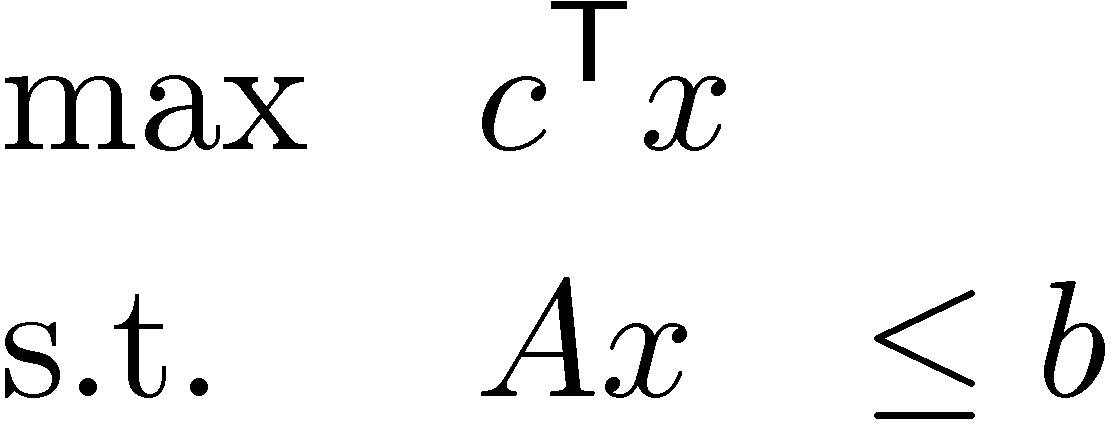 max c^⊤ x
s.t. Ax ≤ b